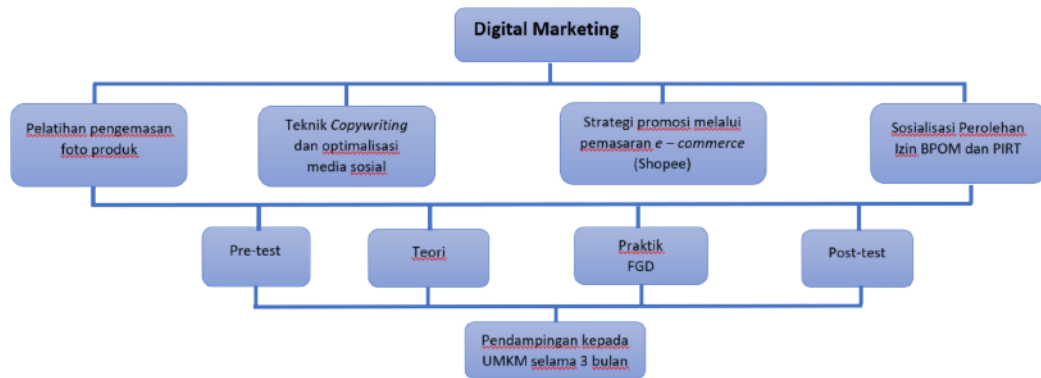 Digital Marketing
Pelatihan pengemasan
foto produk
Teknik Copywriting
dan optimalisasi
media sosial
Strategi promosi melalui
pemasaran e – commerce
(Shopee)
Sosialisasi Perolehan
Izin BPOM dan PIRT
Pre-test
Teori
Praktik
FGD
Post-test
Pendampingan kepada
UMKM selama 3 bulan